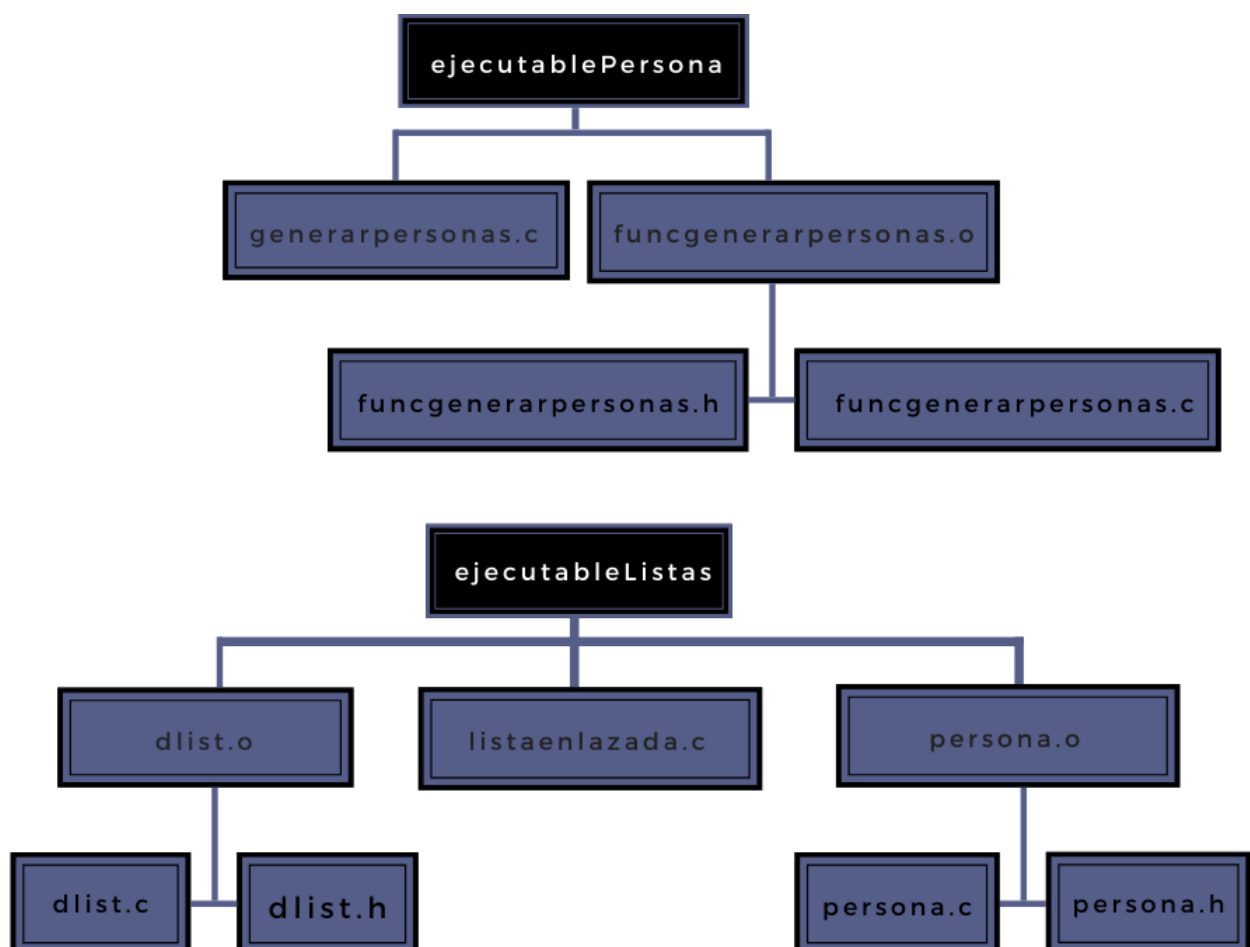 ejecutablePersona
generarpersonas.c
funcgenerarpersonas.o
funcgenerarpersonas.h
funcgenerarpersonas.c
ejecutableListas
dlist.o
listaenlazada.c
persona.o
dlist.c
dlist.h
persona.c
persona.h